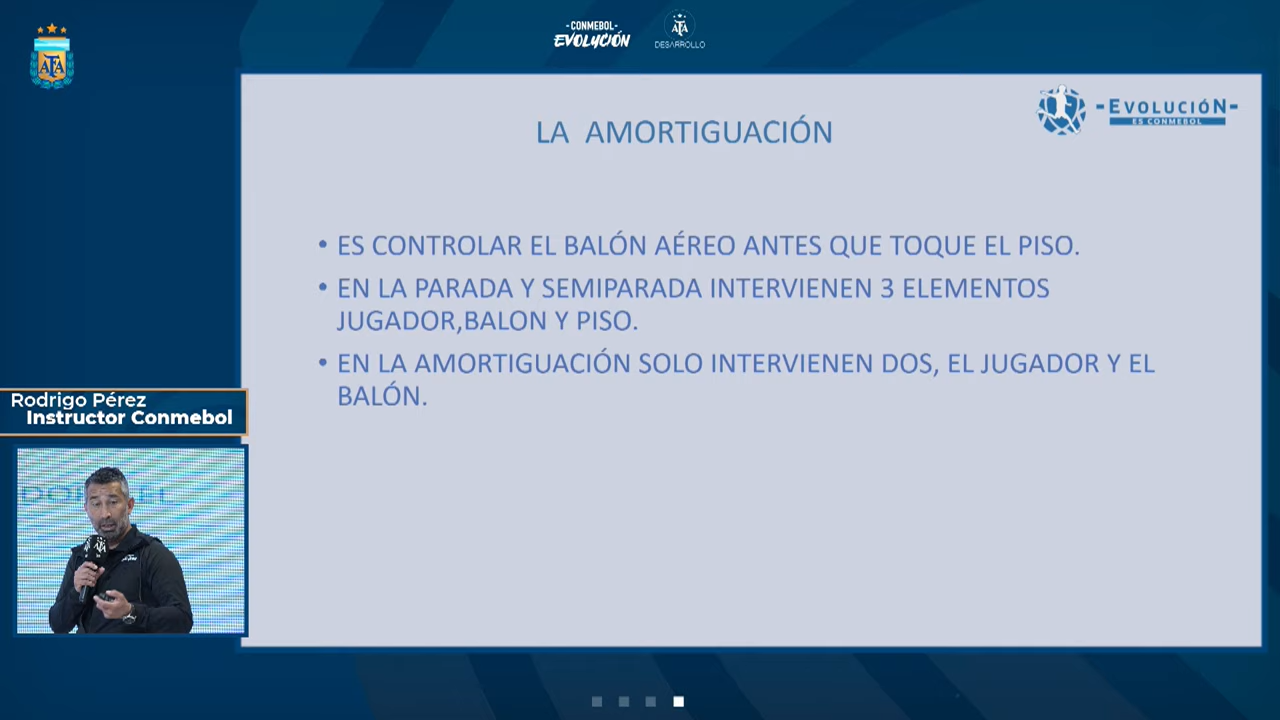 -CONMEBOL-
EVOLUCIÓN
AFA
DESARROLLO
AFA
-EVOLUCIÓN-
ES CONMEBOL
LA AMORTIGUACIÓN
• ES CONTROLAR EL BALÓN AÉREO ANTES QUE TOQUE EL PISO.
• EN LA PARADA Y SEMIPARADA INTERVIENEN 3 ELEMENTOS
JUGADOR,BALON Y PISO.
• EN LA AMORTIGUACIÓN SOLO INTERVIENEN DOS, EL JUGADOR Y EL
BALÓN.
Rodrigo Pérez
Instructor Conmebol